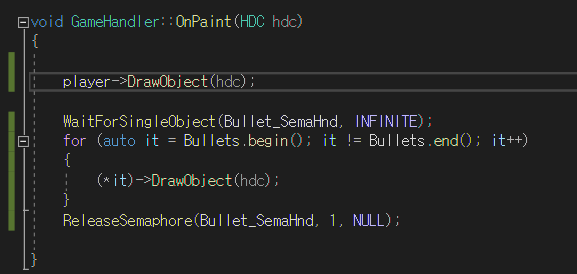 void GameHandler::OnPaint(HDC hdc)
{
player->DrawObject(hdc);
WaitForSingleObject(Bullet_SemaHnd, INFINITE);
for (auto it = Bullets.begin(); it != Bullets.end(); it++)
{
(*it)->DrawObject(hdc);
}
ReleaseSemaphore(Bullet_SemaHnd, 1, NULL);
}